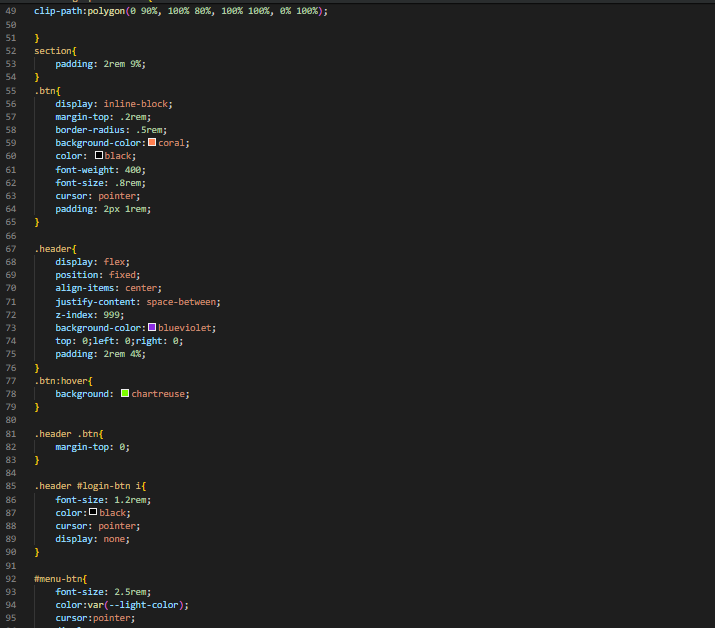 49 clip-path:polygon(0 90%, 100% 80%, 100% 100%, 0% 100%);
50
51 }
52 section{
53 padding: 2rem 9%;
54 }
55 .btn{
56 display: inline-block;
57 margin-top: .2rem;
58 border-radius: .5rem;
59 background-color: coral;
60 color: black;
61 font-weight: 400;
62 font-size: .8rem;
63 cursor: pointer;
64 padding: 2px 1rem;
65 }
66
67 .header{
68 display: flex;
69 position: fixed;
70 align-items: center;
71 justify-content: space-between;
72 z-index: 999;
73 background-color: blueviolet;
74 top: 0;left: 0;right: 0;
75 padding: 2rem 4%;
76 }
77 .btn:hover{
78 background: chartreuse;
79 }
80
81 .header .btn{
82 margin-top: 0;
83 }
84
85 .header #login-btn i{
86 font-size: 1.2rem;
87 color: black;
88 cursor: pointer;
89 display: none;
90 }
91
92 #menu-btn{
93 font-size: 2.5rem;
94 color:var(--light-color);
95 cursor:pointer;